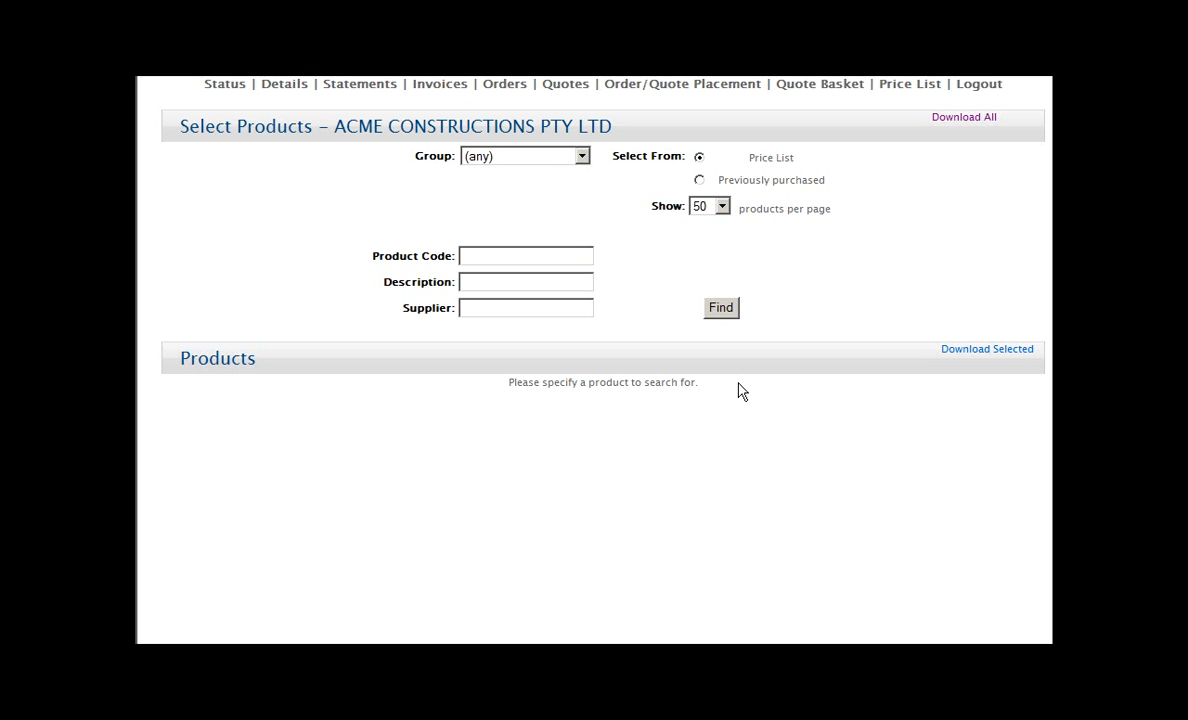 Status | Details | Statements | Invoices | Orders | Quotes | Order/Quote Placement | Quote Basket | Price List | Logout
Select Products – ACME CONSTRUCTIONS PTY LTD
Download All
Group: (any) Select From: Price List
Previously purchased
Show: 50 products per page
Product Code:
Description:
Supplier: Find
Products
Download Selected
Please specify a product to search for.